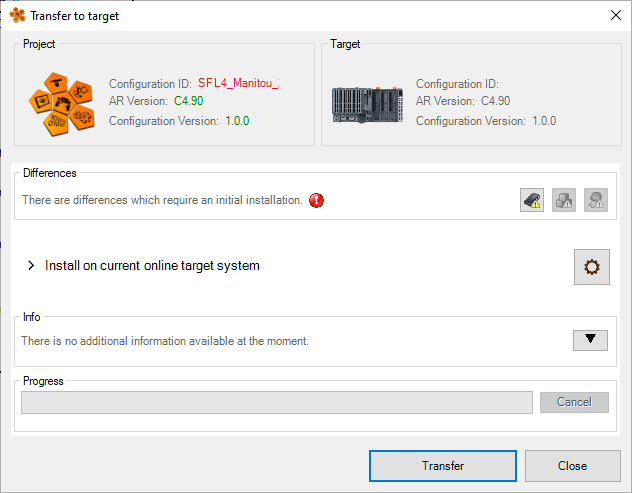 Transfer to target
Project
Configuration ID: SFL4_Manitou_
AR Version: C4.90
Configuration Version: 1.0.0
Target
Configuration ID:
AR Version: C4.90
Configuration Version: 1.0.0
Differences
There are differences which require an initial installation.
Install on current online target system
Info
There is no additional information available at the moment.
Progress
Cancel
Transfer
Close